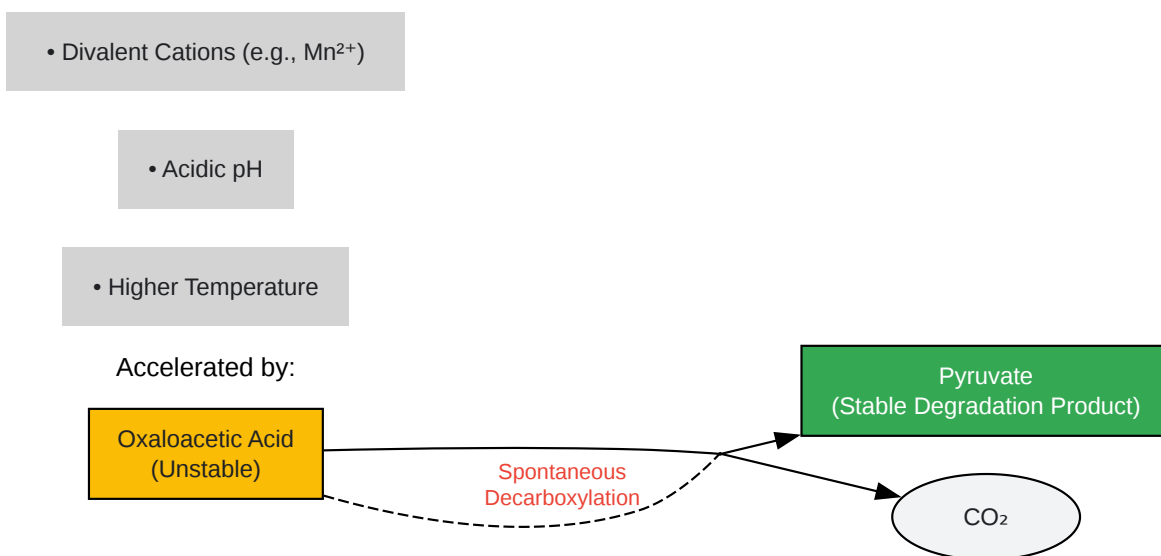 • Divalent Cations (e.g., Mn²⁺)
• Acidic pH
• Higher Temperature
Accelerated by:
Oxaloacetic Acid
(Unstable)
Spontaneous
Decarboxylation
Pyruvate
(Stable Degradation Product)
CO₂